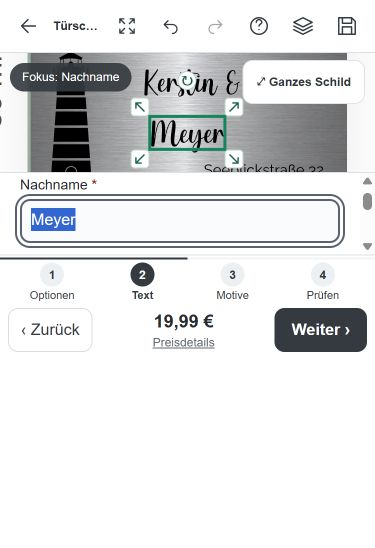 Türsc...
Fokus: Nachname
Ganzes Schild
Kerstin &
Meyer
Seeblickstraße 22
Nachname *
Meyer
1 2 3 4
Optionen Text Motive Prüfen
‹ Zurück
19,99 €
Preisdetails
Weiter ›